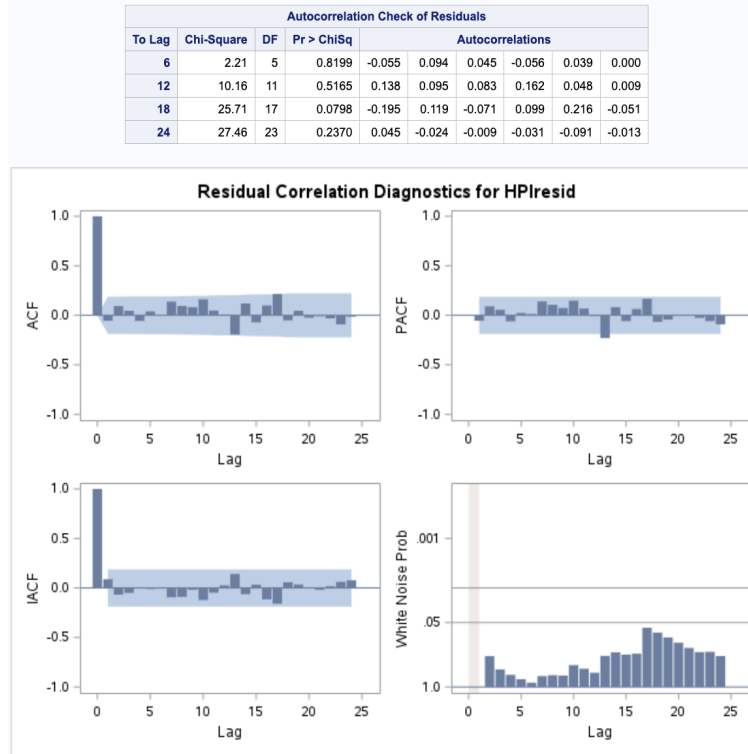 Autocorrelation Check of Residuals
To Lag Chi-Square DF Pr > ChiSq Autocorrelations
6 2.21 5 0.8199 -0.055 0.094 0.045 -0.056 0.039 0.000
12 10.16 11 0.5165 0.138 0.095 0.083 0.162 0.048 0.009
18 25.71 17 0.0798 -0.195 0.119 -0.071 0.099 0.216 -0.051
24 27.46 23 0.2370 0.045 -0.024 -0.009 -0.031 -0.091 -0.013
Residual Correlation Diagnostics for HPIresid
ACF
1.0
0.5
0.0
-0.5
-1.0
0 5 10 15 20 25
Lag
PACF
1.0
0.5
0.0
-0.5
-1.0
0 5 10 15 20 25
Lag
IACF
1.0
0.5
0.0
-0.5
-1.0
0 5 10 15 20 25
Lag
White Noise Prob
.001
.05
1.0
0 5 10 15 20 25
Lag